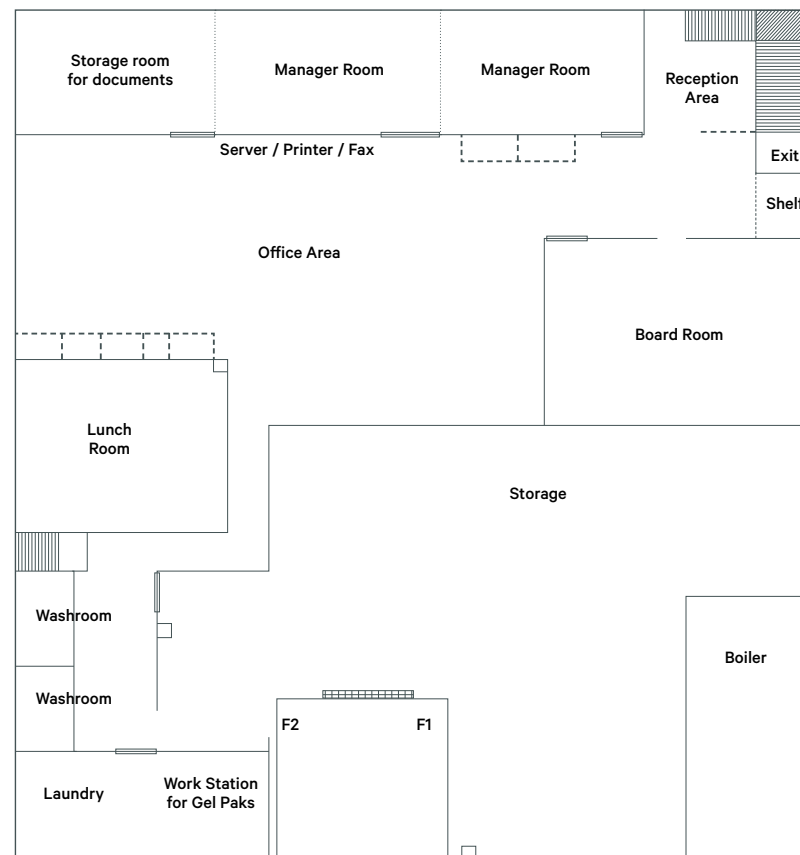 Storage room
for documents
Manager Room
Manager Room
Reception
Area
Server / Printer / Fax
Exit
Shelf
Office Area
Board Room
Lunch
Room
Storage
Washroom
Boiler
Washroom
F2
F1
Laundry
Work Station
for Gel Paks